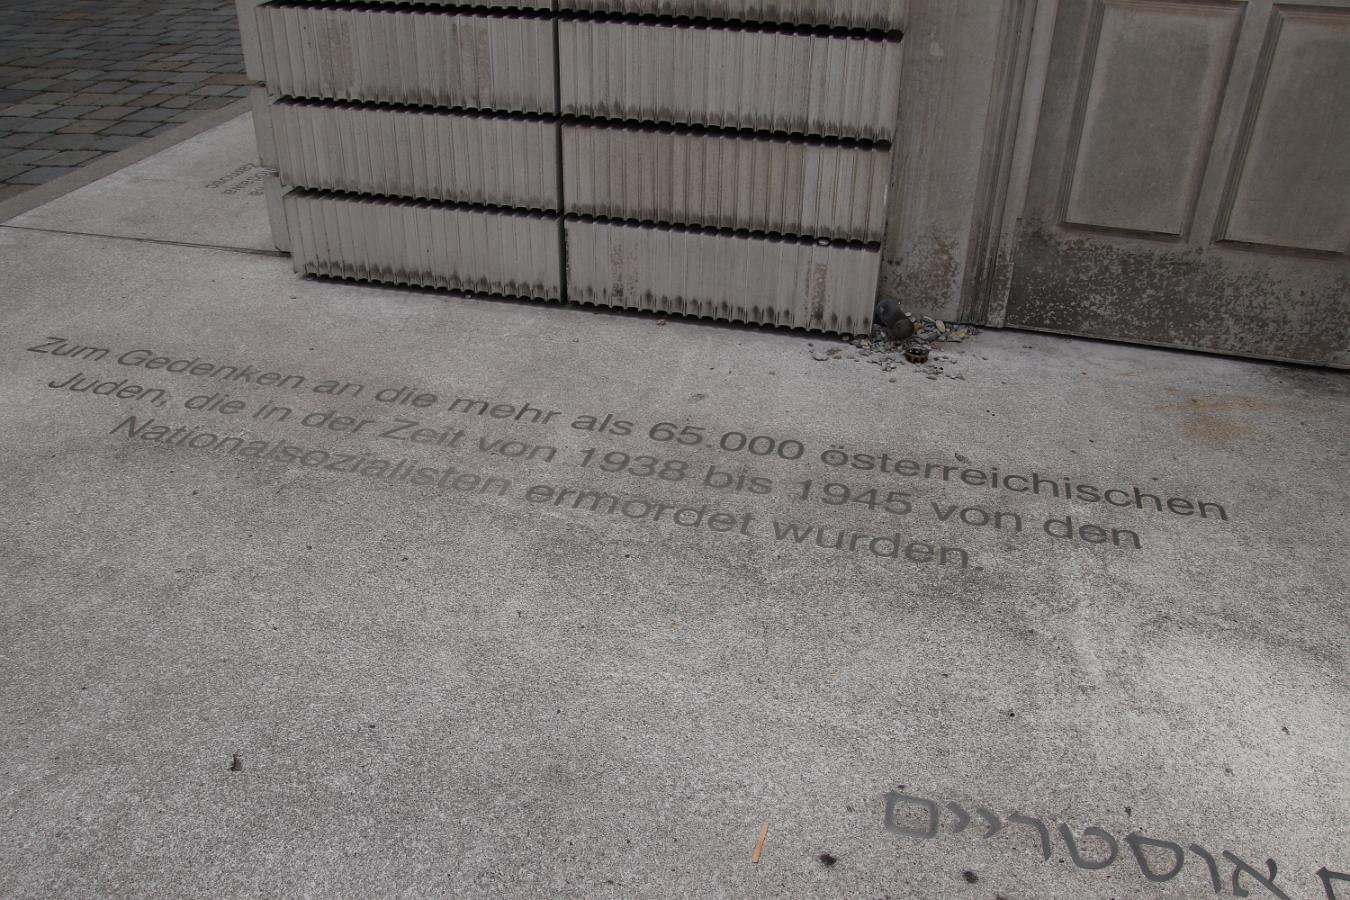 Zum Gedenken an die mehr als 65.000 österreichischen
Juden, die in der Zeit von 1938 bis 1945 von den
Nationalsozialisten ermordet wurden.
אוסטריים